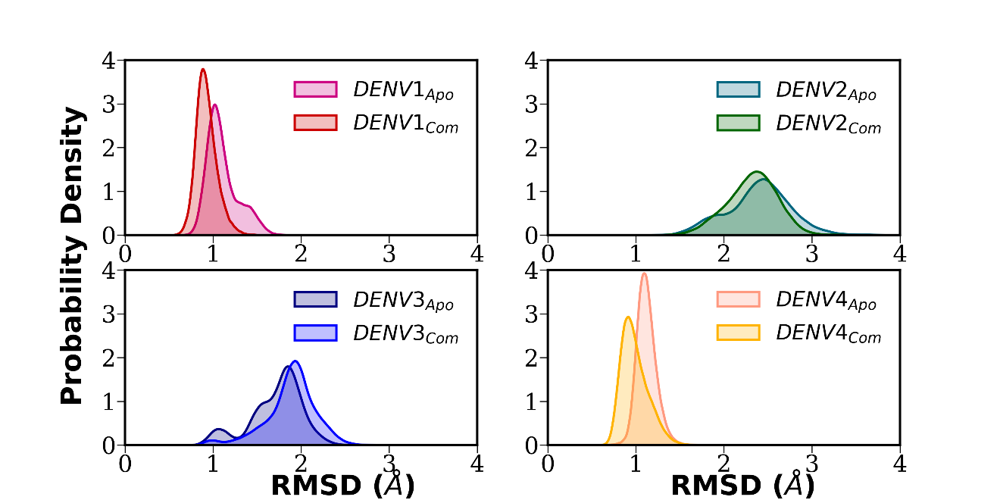 Probability Density
4
3
2
1
0
0 1 2 3 4
DENV1Apo
DENV1Com
4
3
2
1
0
0 1 2 3 4
DENV2Apo
DENV2Com
4
3
2
1
0
0 1 2 3 4
DENV3Apo
DENV3Com
RMSD (Å)
4
3
2
1
0
0 1 2 3 4
DENV4Apo
DENV4Com
RMSD (Å)